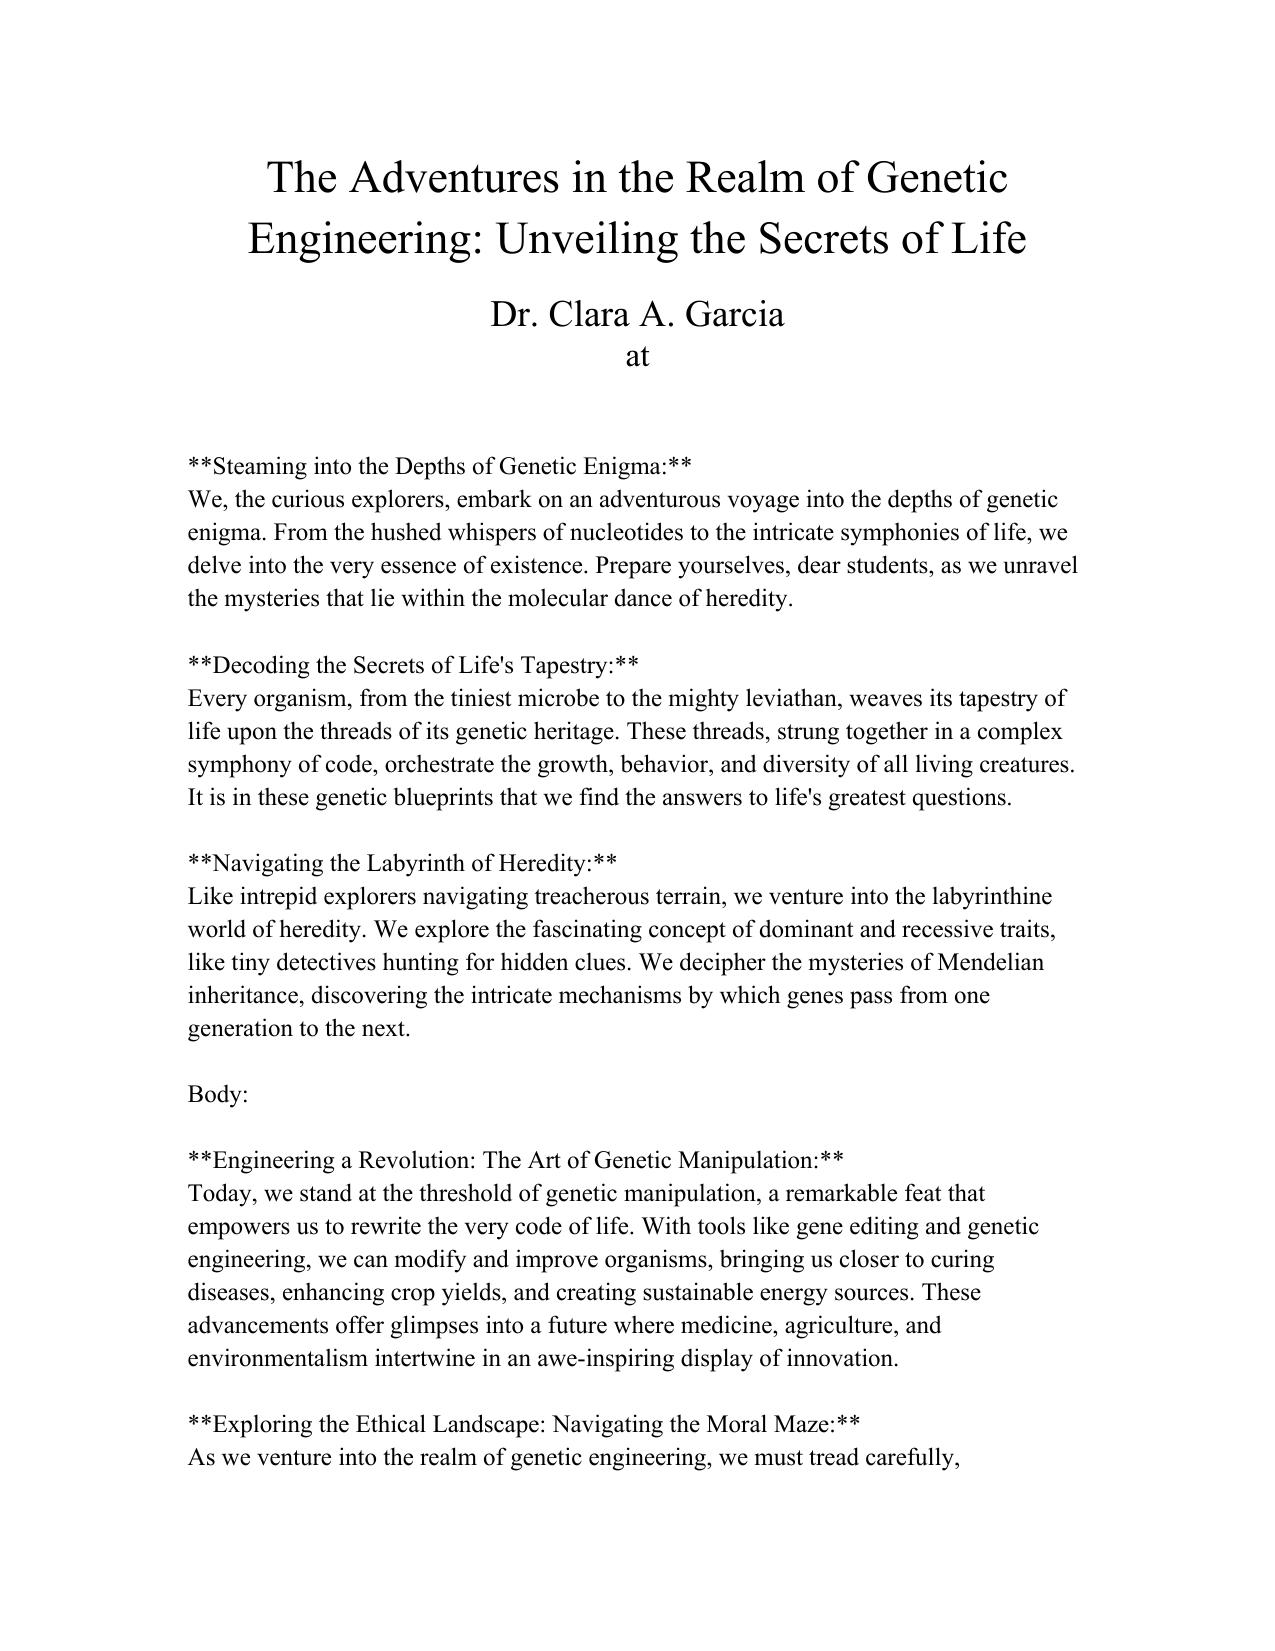 The Adventures in the Realm of Genetic
Engineering: Unveiling the Secrets of Life
Dr. Clara A. Garcia
at
**Steaming into the Depths of Genetic Enigma:**
We, the curious explorers, embark on an adventurous voyage into the depths of genetic
enigma. From the hushed whispers of nucleotides to the intricate symphonies of life, we
delve into the very essence of existence. Prepare yourselves, dear students, as we unravel
the mysteries that lie within the molecular dance of heredity.
**Decoding the Secrets of Life's Tapestry:**
Every organism, from the tiniest microbe to the mighty leviathan, weaves its tapestry of
life upon the threads of its genetic heritage. These threads, strung together in a complex
symphony of code, orchestrate the growth, behavior, and diversity of all living creatures.
It is in these genetic blueprints that we find the answers to life's greatest questions.
**Navigating the Labyrinth of Heredity:**
Like intrepid explorers navigating treacherous terrain, we venture into the labyrinthine
world of heredity. We explore the fascinating concept of dominant and recessive traits,
like tiny detectives hunting for hidden clues. We decipher the mysteries of Mendelian
inheritance, discovering the intricate mechanisms by which genes pass from one
generation to the next.
Body:
**Engineering a Revolution: The Art of Genetic Manipulation:**
Today, we stand at the threshold of genetic manipulation, a remarkable feat that
empowers us to rewrite the very code of life. With tools like gene editing and genetic
engineering, we can modify and improve organisms, bringing us closer to curing
diseases, enhancing crop yields, and creating sustainable energy sources. These
advancements offer glimpses into a future where medicine, agriculture, and
environmentalism intertwine in an awe-inspiring display of innovation.
**Exploring the Ethical Landscape: Navigating the Moral Maze:**
As we venture into the realm of genetic engineering, we must tread carefully,